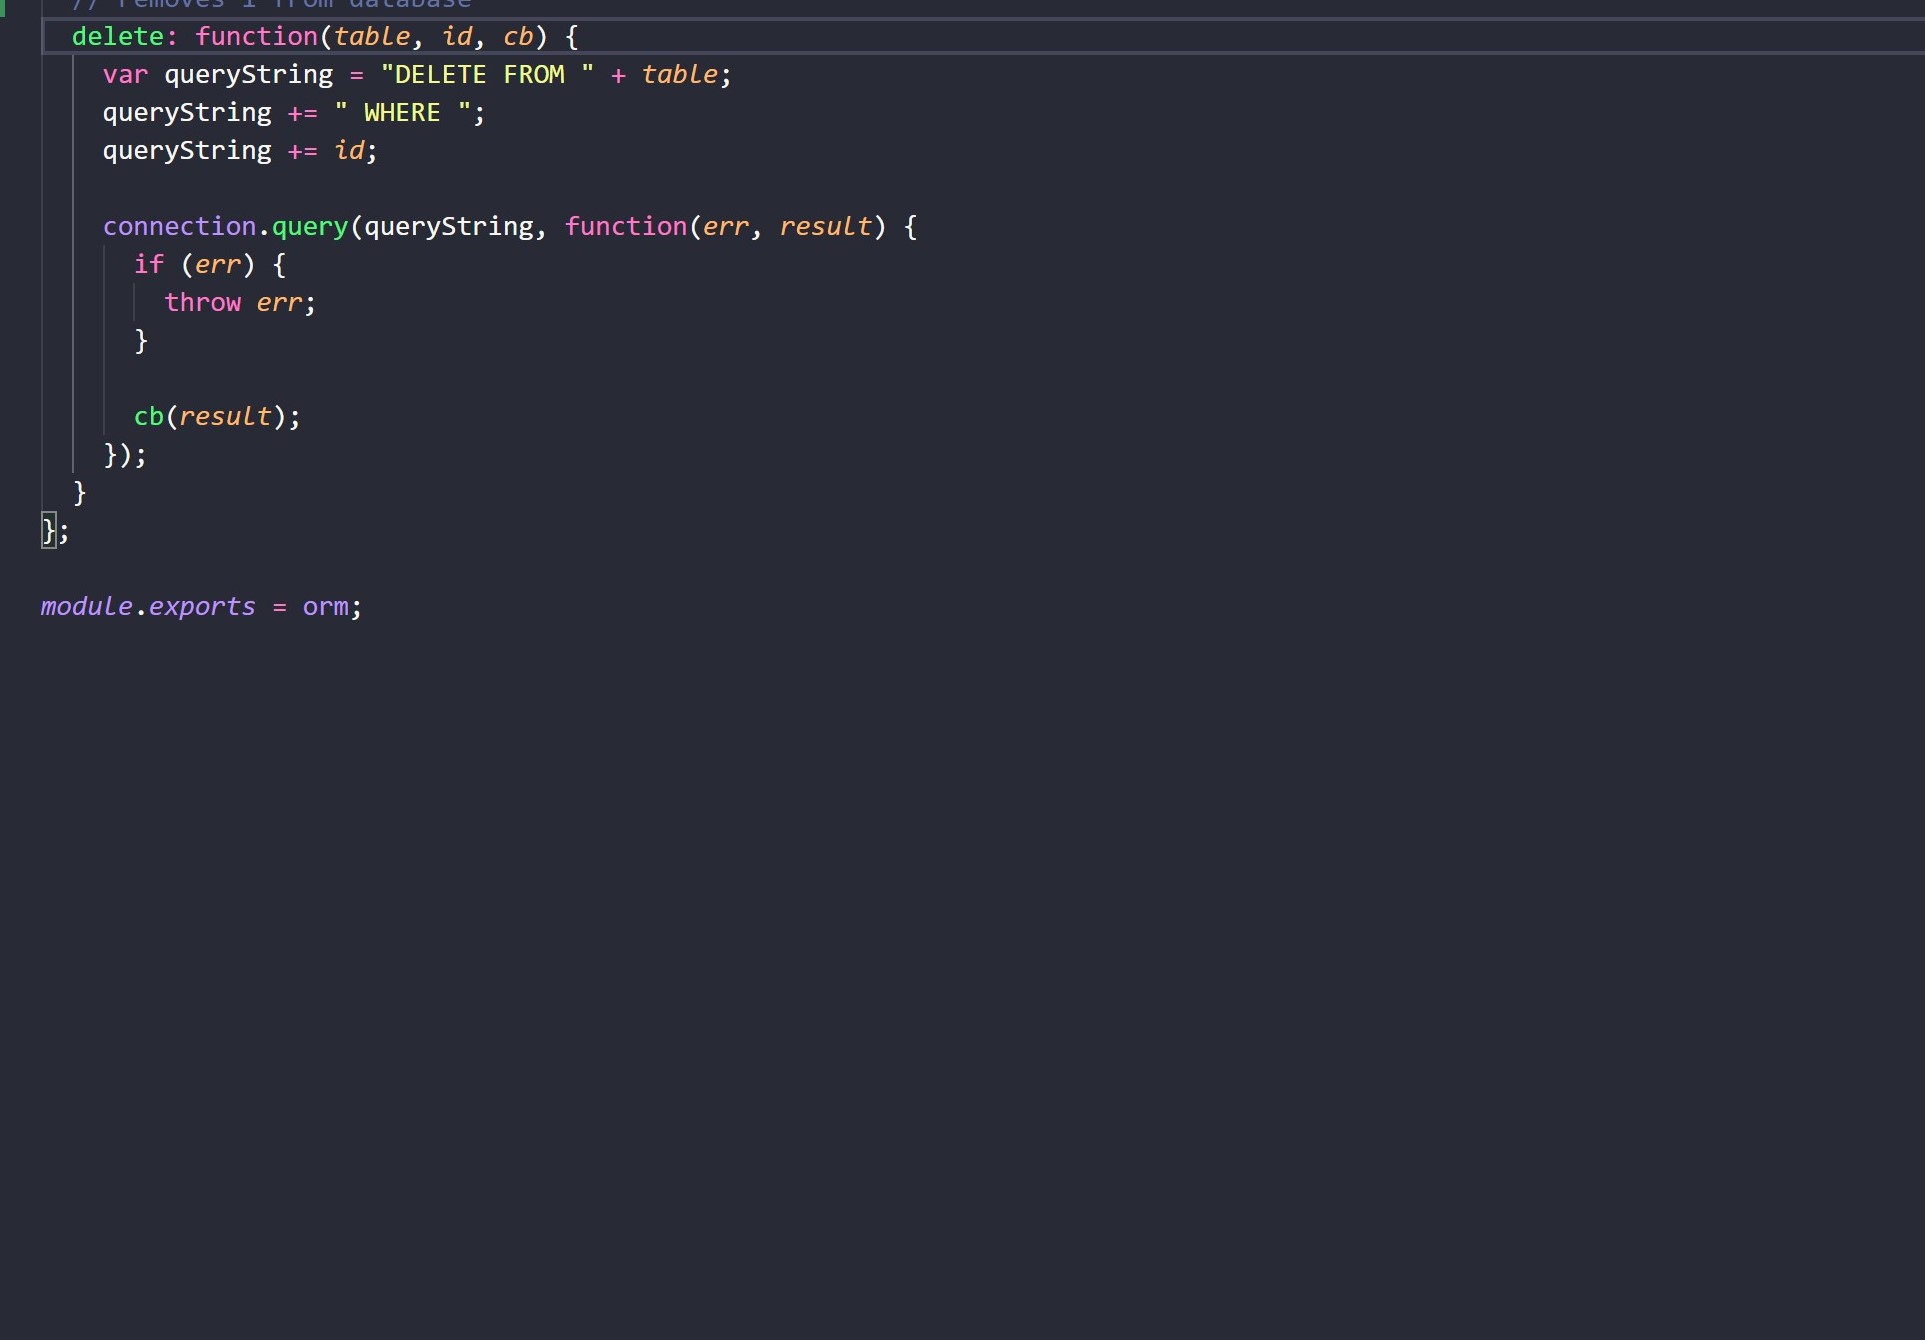 // removes 1 from database
delete: function(table, id, cb) {
var queryString = "DELETE FROM " + table;
queryString += " WHERE ";
queryString += id;
connection.query(queryString, function(err, result) {
if (err) {
throw err;
}
cb(result);
});
}
};
module.exports = orm;